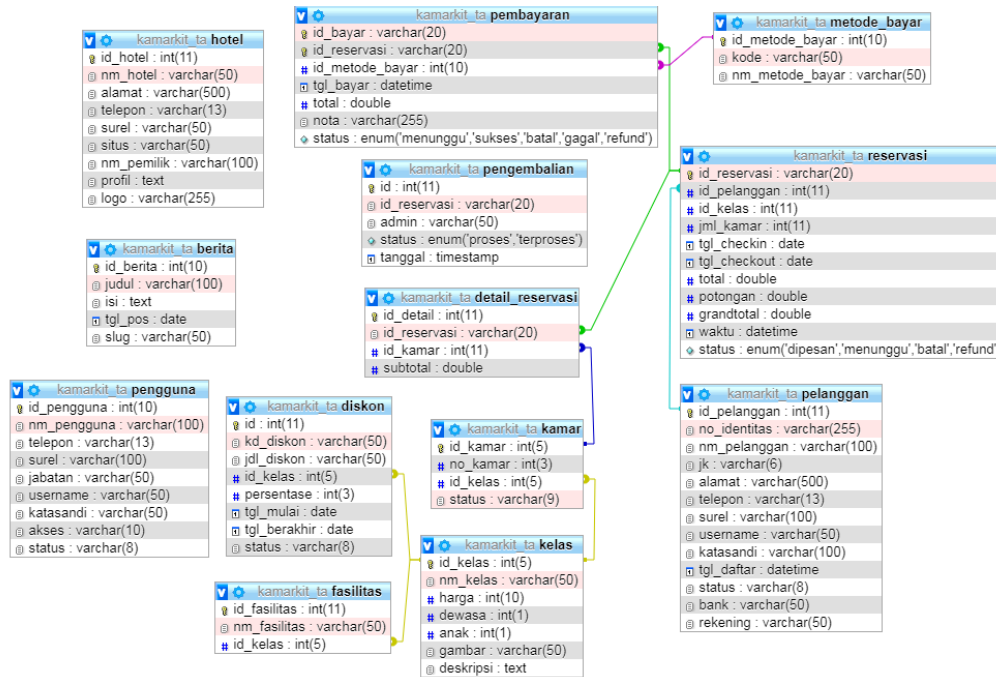 kamarkit_ta hotel
id_hotel : int(11)
nm_hotel : varchar(50)
alamat : varchar(500)
telepon : varchar(13)
surel : varchar(50)
situs : varchar(50)
nm_pemilik : varchar(100)
profil : text
logo : varchar(255)
kamarkit_ta pembayaran
id_bayar : varchar(20)
id_reservasi : varchar(20)
id_metode_bayar : int(10)
tgl_bayar : datetime
total : double
nota : varchar(255)
status : enum('menunggu','sukses','batal','gagal','refund')
kamarkit_ta metode_bayar
id_metode_bayar : int(10)
kode : varchar(50)
nm_metode_bayar : varchar(50)
kamarkit_ta pengembalian
id : int(11)
id_reservasi : varchar(20)
admin : varchar(50)
status : enum('proses','terproses')
tanggal : timestamp
kamarkit_ta reservasi
id_reservasi : varchar(20)
id_pelanggan : int(11)
id_kelas : int(11)
jml_kamar : int(11)
tgl_checkin : date
tgl_checkout : date
total : double
potongan : double
grandtotal : double
waktu : datetime
status : enum('dipesan','menunggu','batal','refund')
kamarkit_ta berita
id_berita : int(10)
judul : varchar(100)
isi : text
tgl_pos : date
slug : varchar(50)
kamarkit_ta detail_reservasi
id_detail : int(11)
id_reservasi : varchar(20)
id_kamar : int(11)
subtotal : double
kamarkit_ta pengguna
id_pengguna : int(10)
nm_pengguna : varchar(100)
telepon : varchar(13)
surel : varchar(100)
jabatan : varchar(50)
username : varchar(50)
katasandi : varchar(50)
akses : varchar(10)
status : varchar(8)
kamarkit_ta diskon
id : int(11)
kd_diskon : varchar(50)
jdl_diskon : varchar(50)
id_kelas : int(5)
persentase : int(3)
tgl_mulai : date
tgl_berakhir : date
status : varchar(8)
kamarkit_ta kamar
id_kamar : int(5)
no_kamar : int(3)
id_kelas : int(5)
status : varchar(9)
kamarkit_ta pelanggan
id_pelanggan : int(11)
no_identitas : varchar(255)
nm_pelanggan : varchar(100)
jk : varchar(6)
alamat : varchar(500)
telepon : varchar(13)
surel : varchar(100)
username : varchar(50)
katasandi : varchar(100)
tgl_daftar : datetime
status : varchar(8)
bank : varchar(50)
rekening : varchar(50)
kamarkit_ta fasilitas
id_fasilitas : int(11)
nm_fasilitas : varchar(50)
id_kelas : int(5)
kamarkit_ta kelas
id_kelas : int(5)
nm_kelas : varchar(50)
harga : int(10)
dewasa : int(1)
anak : int(1)
gambar : varchar(50)
deskripsi : text